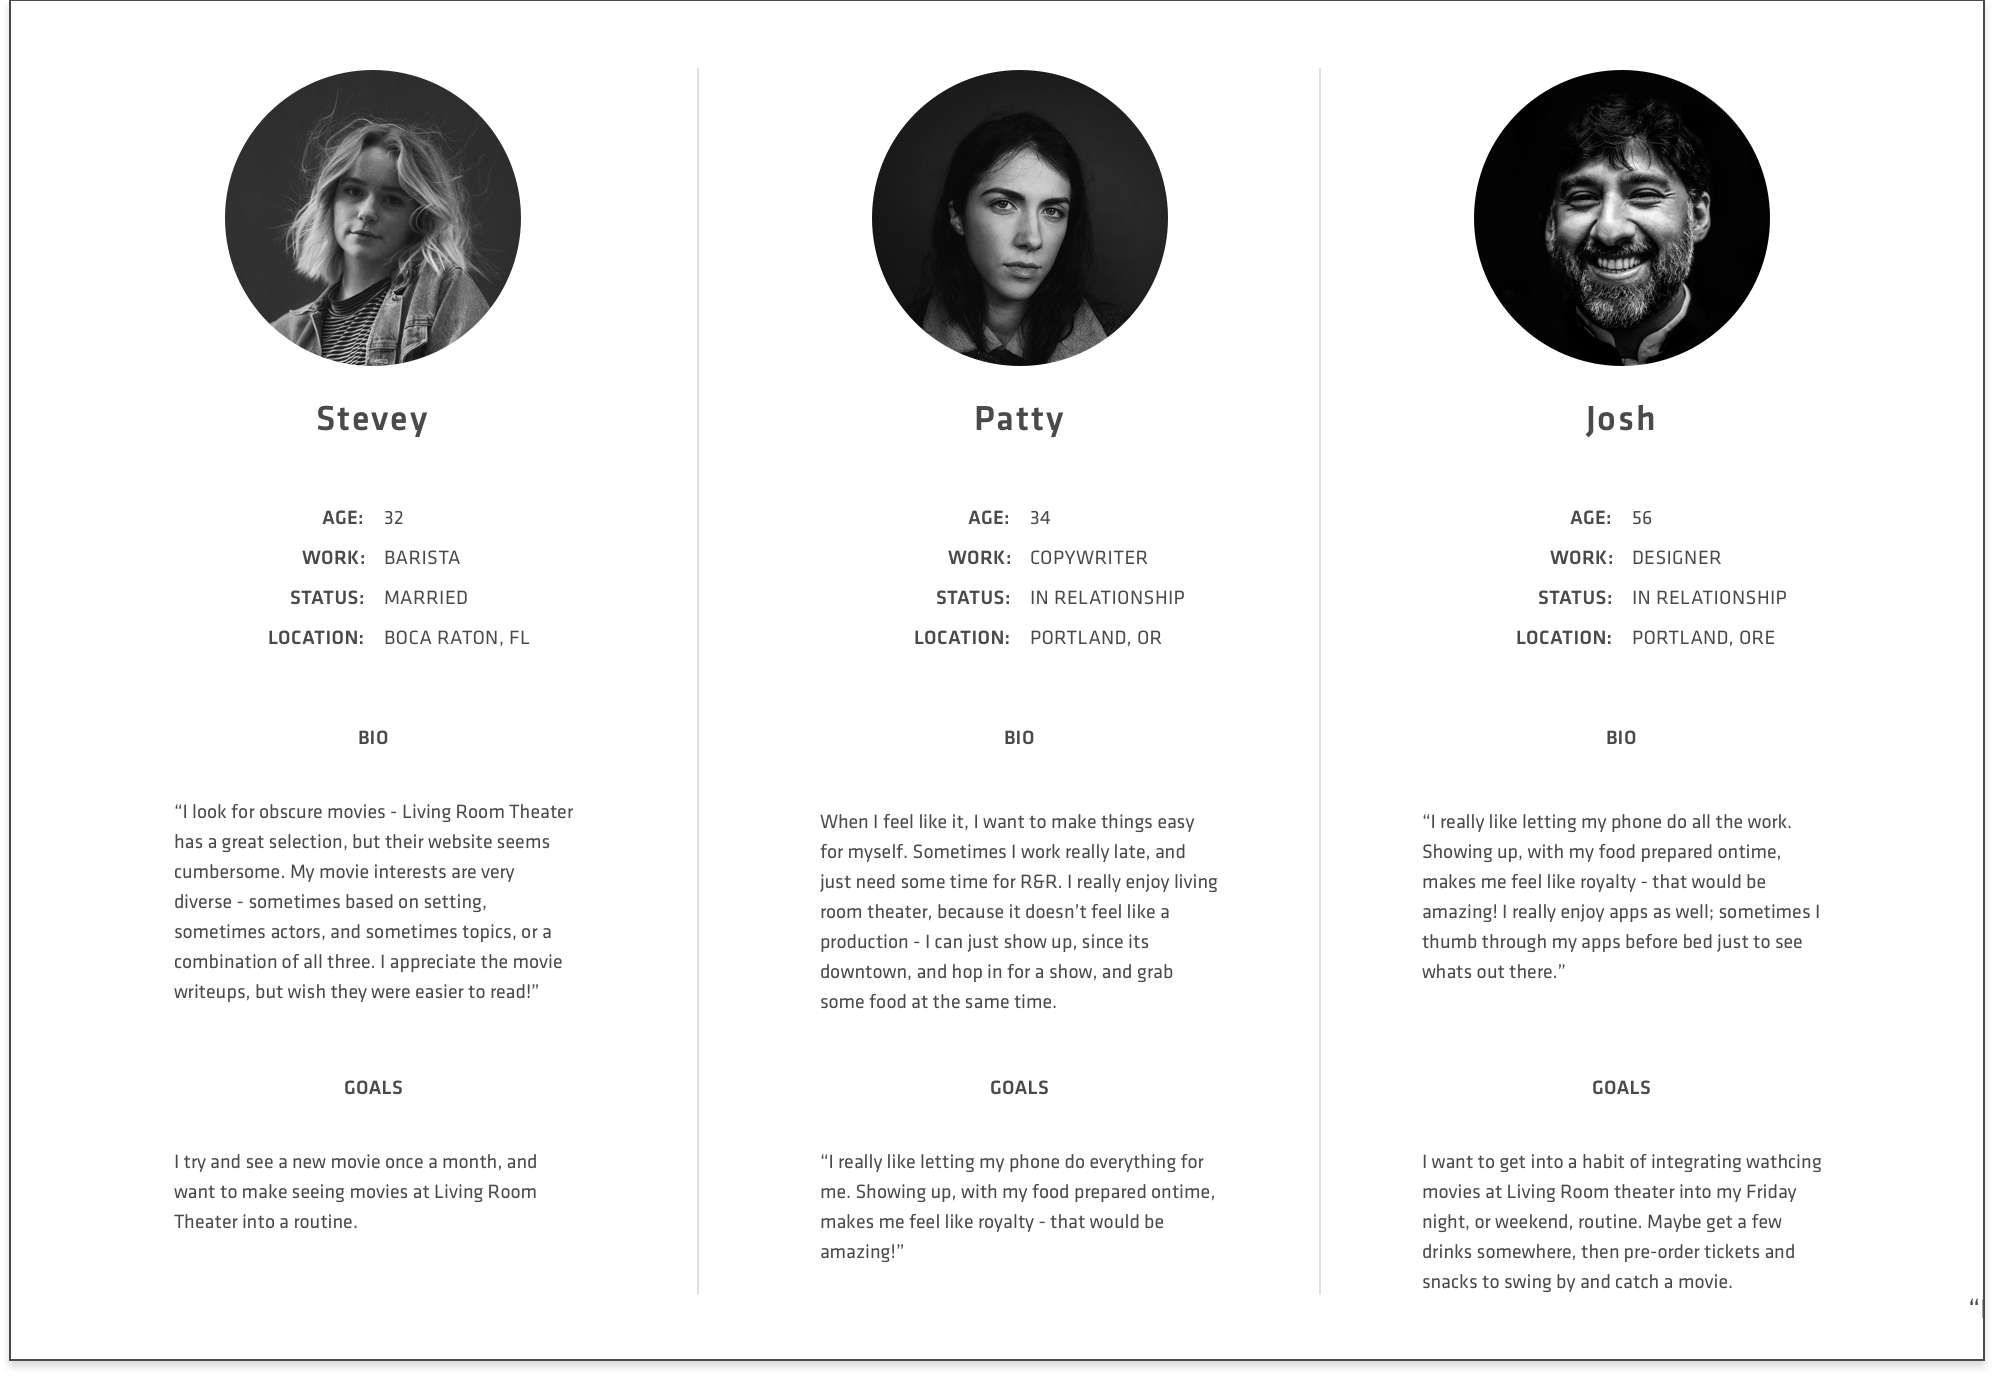 Stevey
AGE: 32
WORK: BARISTA
STATUS: MARRIED
LOCATION: BOCA RATON, FL
BIO
“I look for obscure movies - Living Room Theater
has a great selection, but their website seems
cumbersome. My movie interests are very
diverse - sometimes based on setting,
sometimes actors, and sometimes topics, or a
combination of all three. I appreciate the movie
writeups, but wish they were easier to read!”
GOALS
I try and see a new movie once a month, and
want to make seeing movies at Living Room
Theater into a routine.
Patty
AGE: 34
WORK: COPYWRITER
STATUS: IN RELATIONSHIP
LOCATION: PORTLAND, OR
BIO
When I feel like it, I want to make things easy
for myself. Sometimes I work really late, and
just need some time for R&R. I really enjoy living
room theater, because it doesn’t feel like a
production - I can just show up, since its
downtown, and hop in for a show, and grab
some food at the same time.
GOALS
“I really like letting my phone do everything for
me. Showing up, with my food prepared ontime,
makes me feel like royalty - that would be
amazing!”
Josh
AGE: 56
WORK: DESIGNER
STATUS: IN RELATIONSHIP
LOCATION: PORTLAND, ORE
BIO
“I really like letting my phone do all the work.
Showing up, with my food prepared ontime,
makes me feel like royalty - that would be
amazing! I really enjoy apps as well; sometimes I
thumb through my apps before bed just to see
whats out there.”
GOALS
I want to get into a habit of integrating wathcing
movies at Living Room theater into my Friday
night, or weekend, routine. Maybe get a few
drinks somewhere, then pre-order tickets and
snacks to swing by and catch a movie.
“